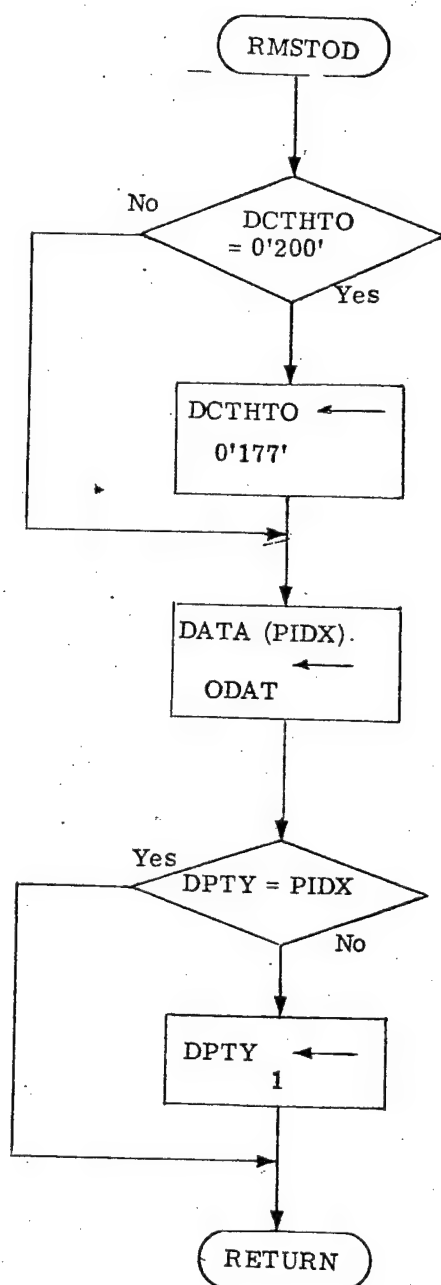 RMSTOD
No
DCTHTO
= 0'200'
Yes
DCTHTO ←
0'177'
DATA (PIDX).
←
ODAT
Yes
DPTY = PIDX
No
DPTY ←
1
RETURN